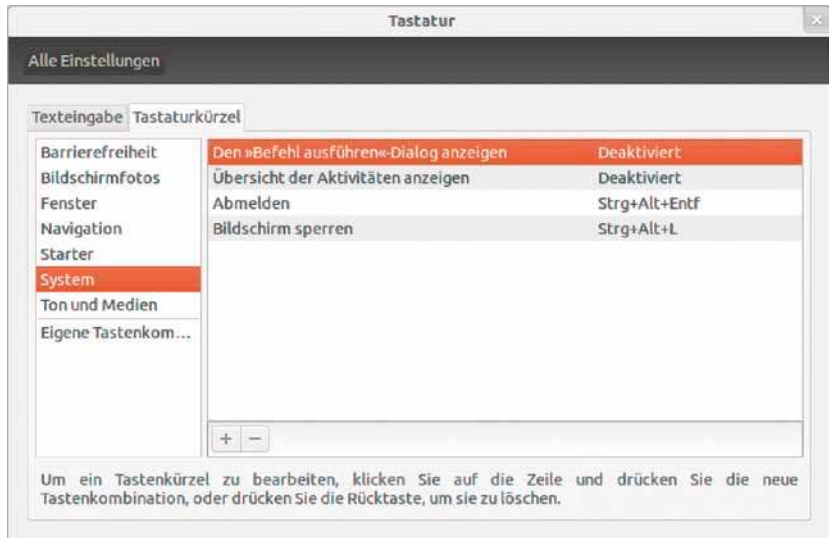 Tastatur
Alle Einstellungen
Texteingabe Tastaturkürzel
Barrierefreiheit
Bildschirmfotos
Fenster
Navigation
Starter
System
Ton und Medien
Eigene Tastenkom...
Den »Befehl ausführen«-Dialog anzeigen Deaktiviert
Übersicht der Aktivitäten anzeigen Deaktiviert
Abmelden Strg+Alt+Entf
Bildschirm sperren Strg+Alt+L
+ −
Um ein Tastenkürzel zu bearbeiten, klicken Sie auf die Zeile und drücken Sie die neue
Tastenkombination, oder drücken Sie die Rücktaste, um sie zu löschen.